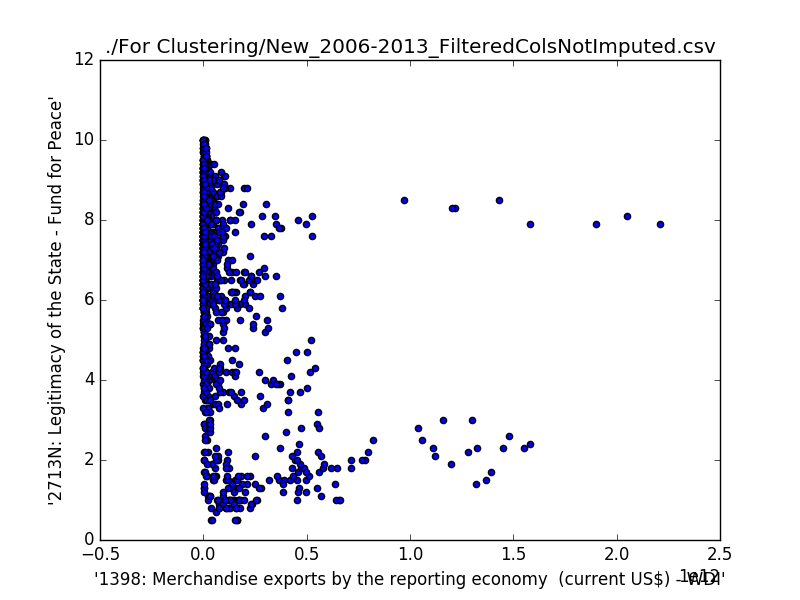 ./For Clustering/New_2006-2013_FilteredColsNotImputed.csv
12
10
8
6
4
2
0
'2713N: Legitimacy of the State - Fund for Peace'
−0.5 0.0 0.5 1.0 1.5 2.0 2.5
1e12
'1398: Merchandise exports by the reporting economy  (current US$) - WDI'